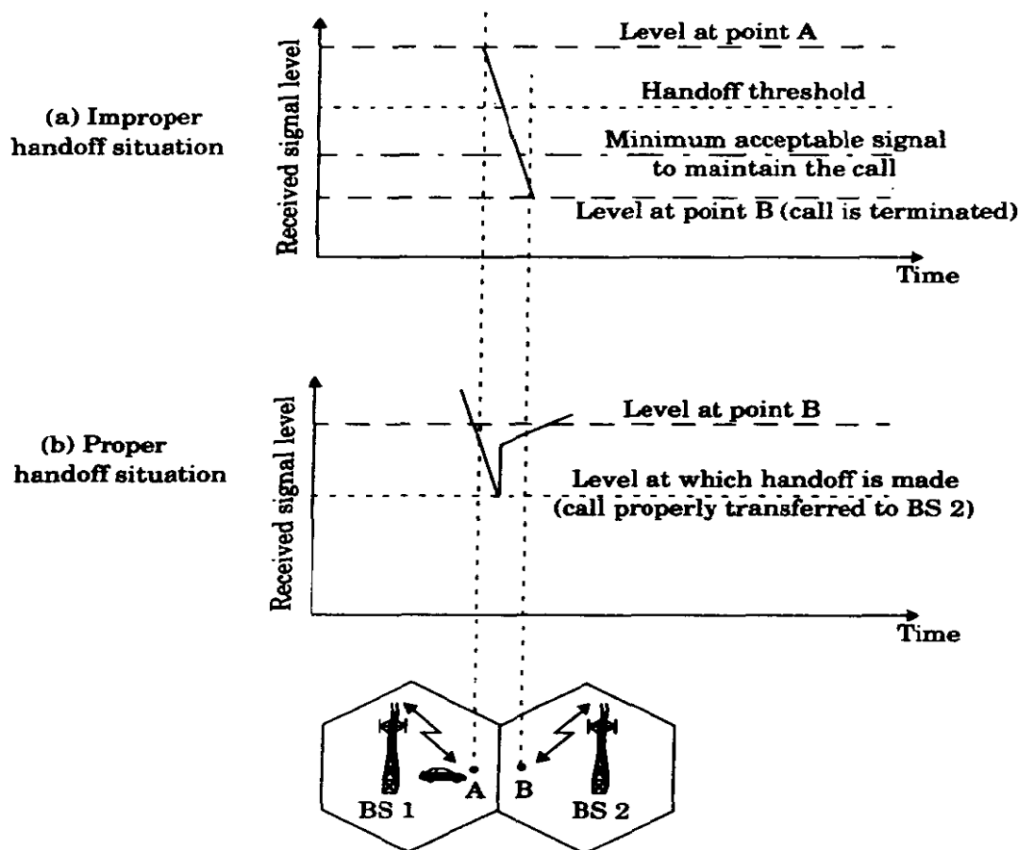 (a) Improper
handoff situation
Received signal level
Level at point A
Handoff threshold
Minimum acceptable signal
to maintain the call
Level at point B (call is terminated)
Time
(b) Proper
handoff situation
Received signal level
Level at point B
Level at which handoff is made
(call properly transferred to BS 2)
Time
BS 1
A
B
BS 2